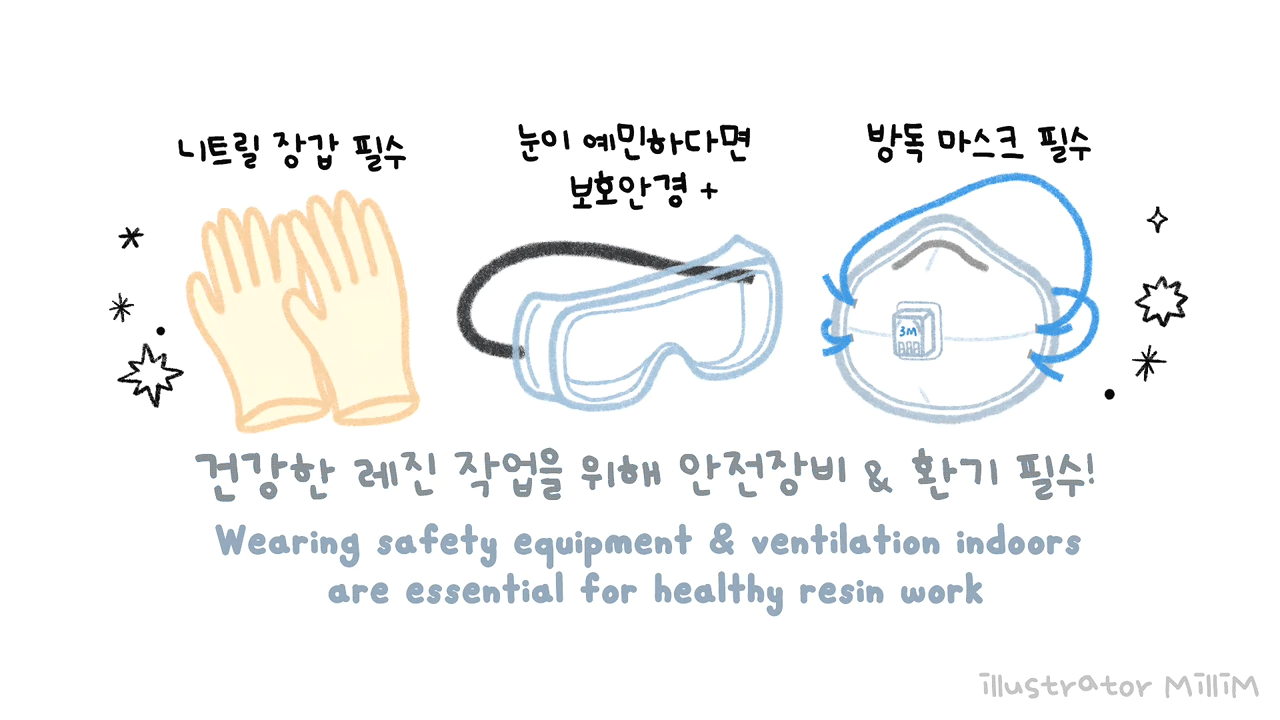 니트릴 장갑 필수
눈이 예민하다면
보호안경 +
방독 마스크 필수
3M
건강한 레진 작업을 위해 안전장비 & 환기 필수!
Wearing safety equipment & ventilation indoors
are essential for healthy resin work
illustrator MilliM